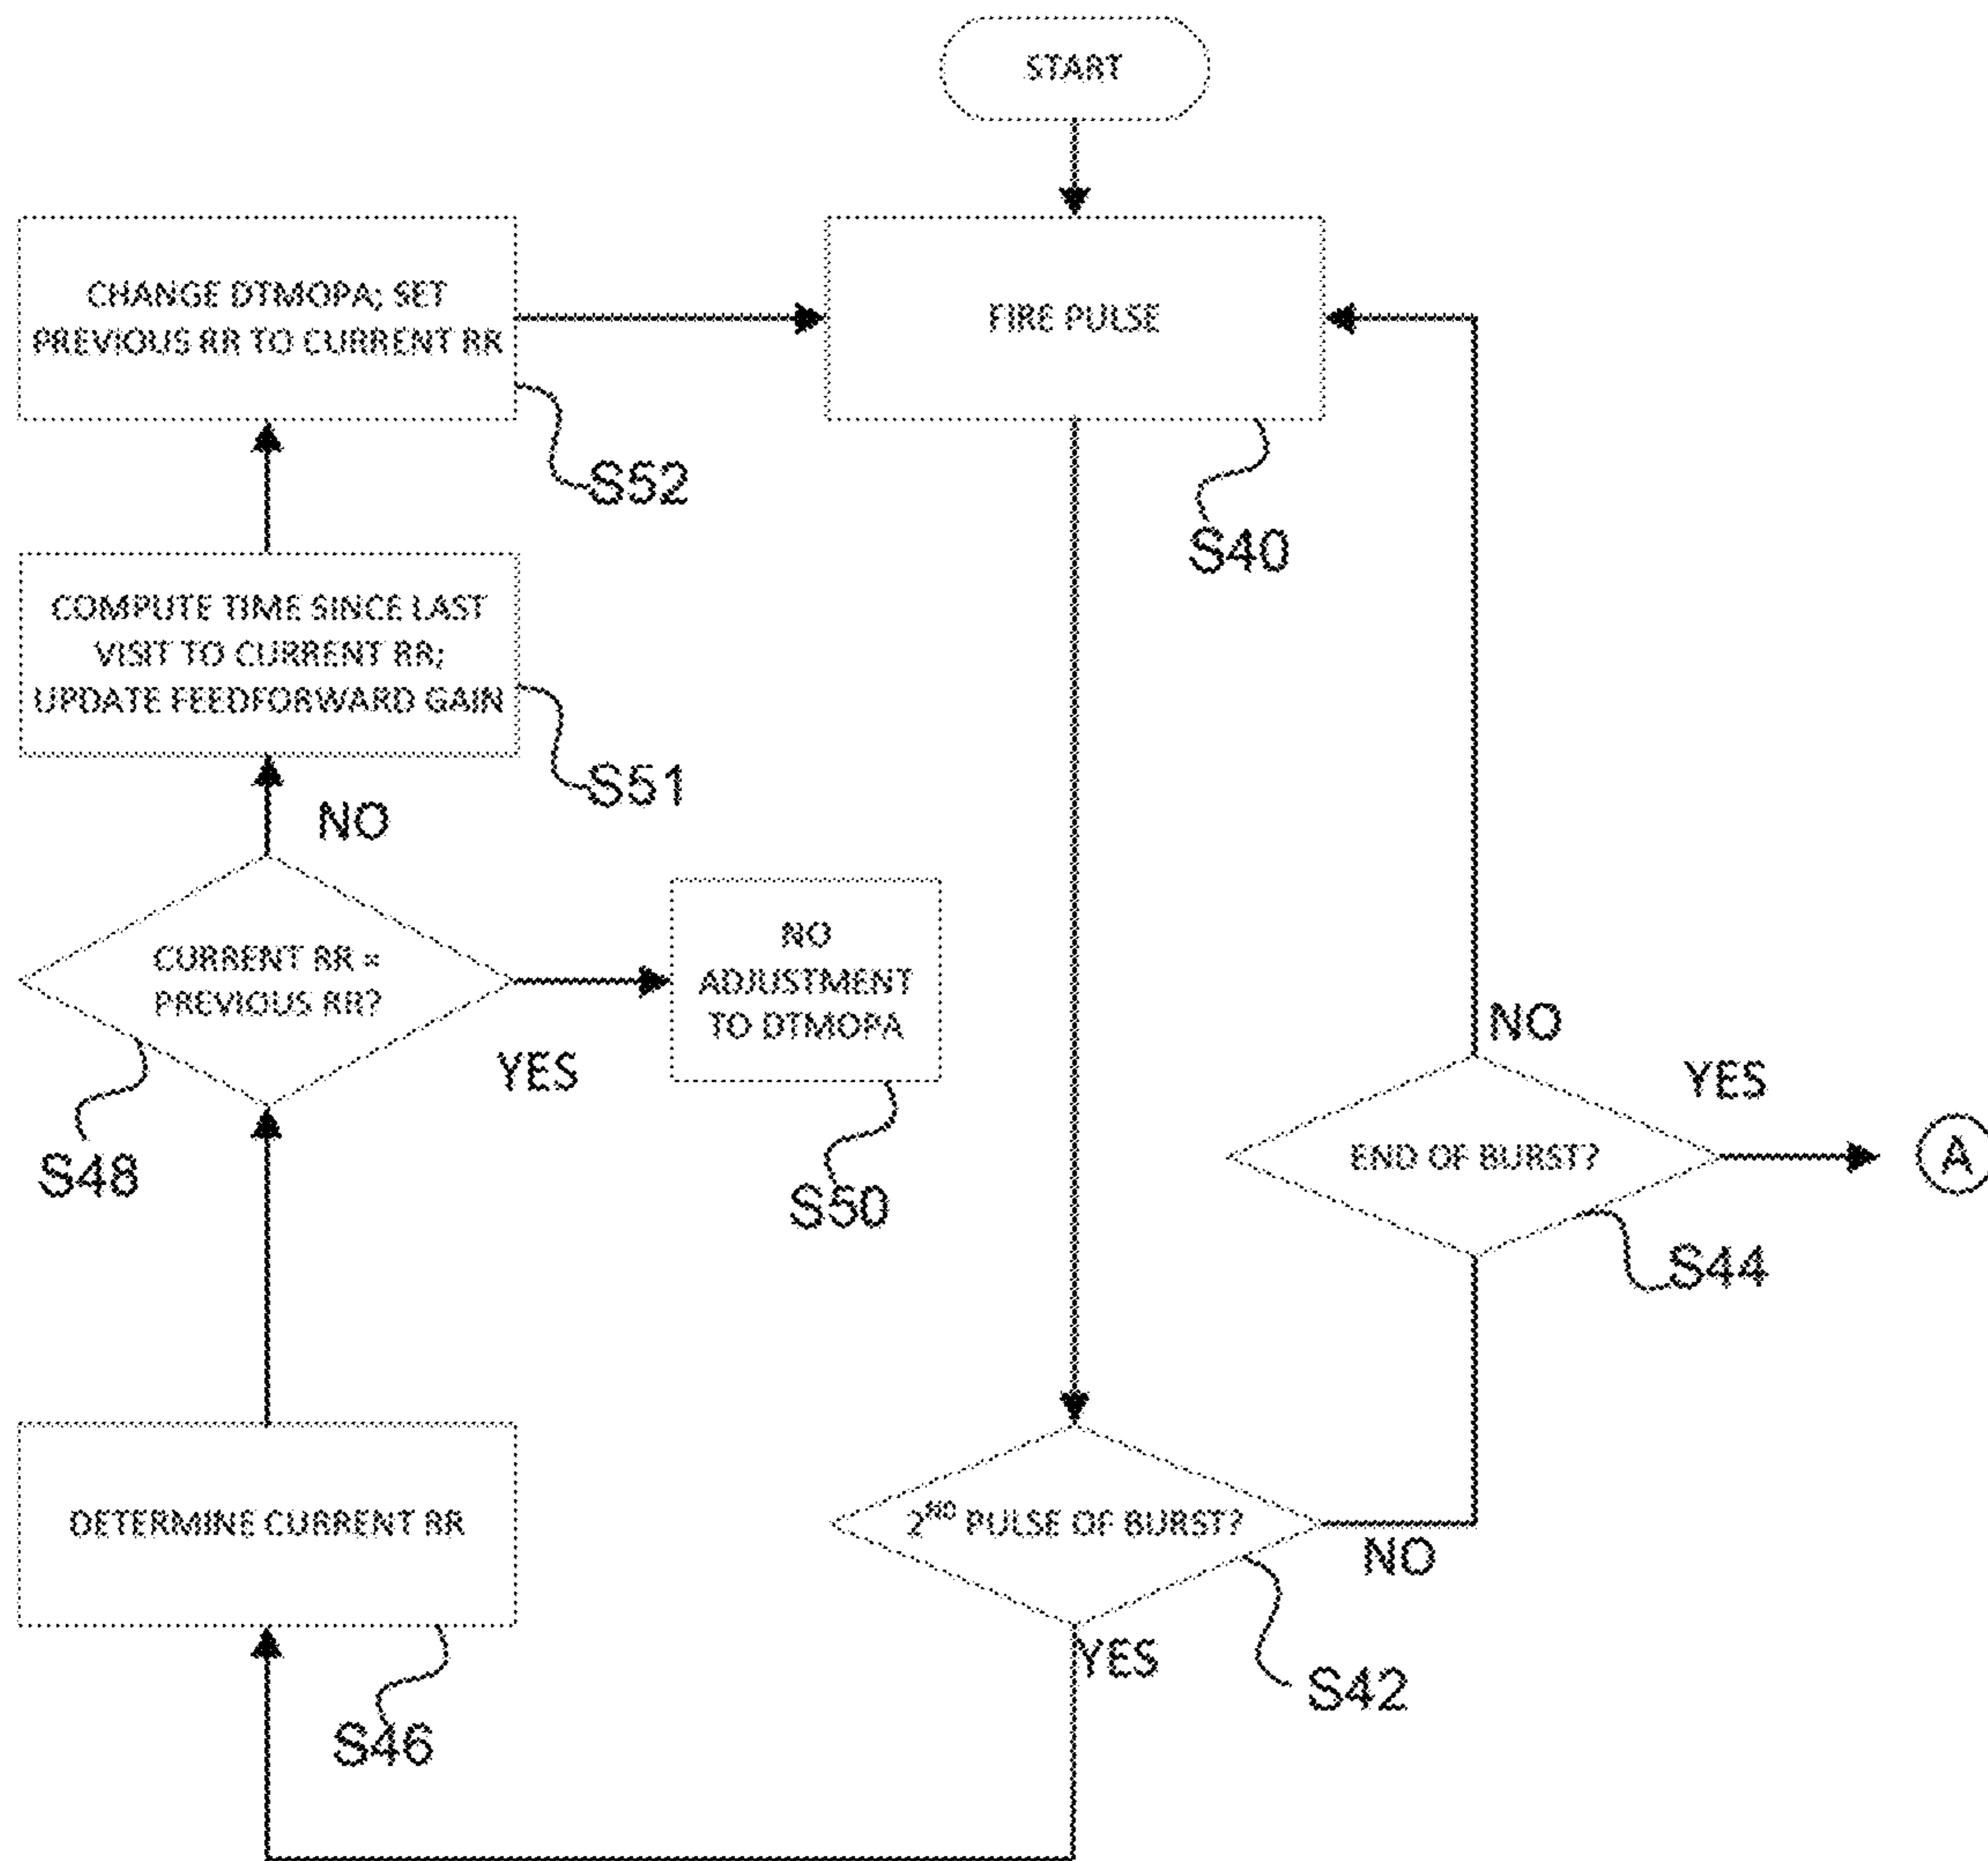 START
CHANGE DTMOPA; SET
PREVIOUS RR TO CURRENT RR
FIRE PULSE
S52
S40
COMPUTE TIME SINCE LAST
VISIT TO CURRENT RR;
UPDATE FEEDFORWARD GAIN
S51
NO
CURRENT RR =
PREVIOUS RR?
NO
ADJUSTMENT
TO DTMOPA
YES
S48
S50
NO
YES
END OF BURST?
A
S44
DETERMINE CURRENT RR
2ND PULSE OF BURST?
NO
YES
S42
S46